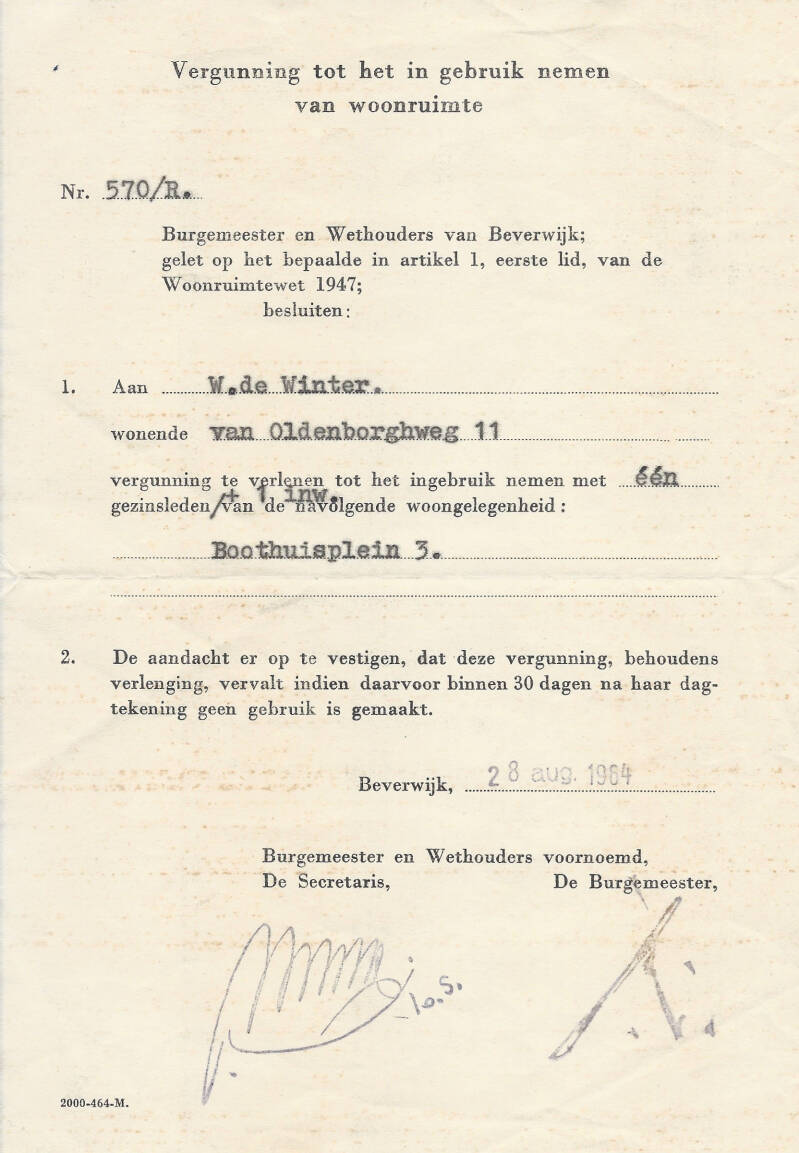 Vergunning tot het in gebruik nemen
van woonruimte
Nr. 570/R.
Burgemeester en Wethouders van Beverwijk;
gelet op het bepaalde in artikel 1, eerste lid, van de
Woonruimtewet 1947;
besluiten:
1. Aan W.de Winter.
wonende van Oldenborghweg 11
vergunning te verlenen tot het ingebruik nemen met één
+ 1 inw.
gezinsleden/van de navolgende woongelegenheid:
Boothuisplein 3.
2. De aandacht er op te vestigen, dat deze vergunning, behoudens
verlenging, vervalt indien daarvoor binnen 30 dagen na haar dag-
tekening geen gebruik is gemaakt.
Beverwijk, 28 aug. 1964
Burgemeester en Wethouders voornoemd,
De Secretaris, De Burgemeester,
l.o.S.
2000-464-M.